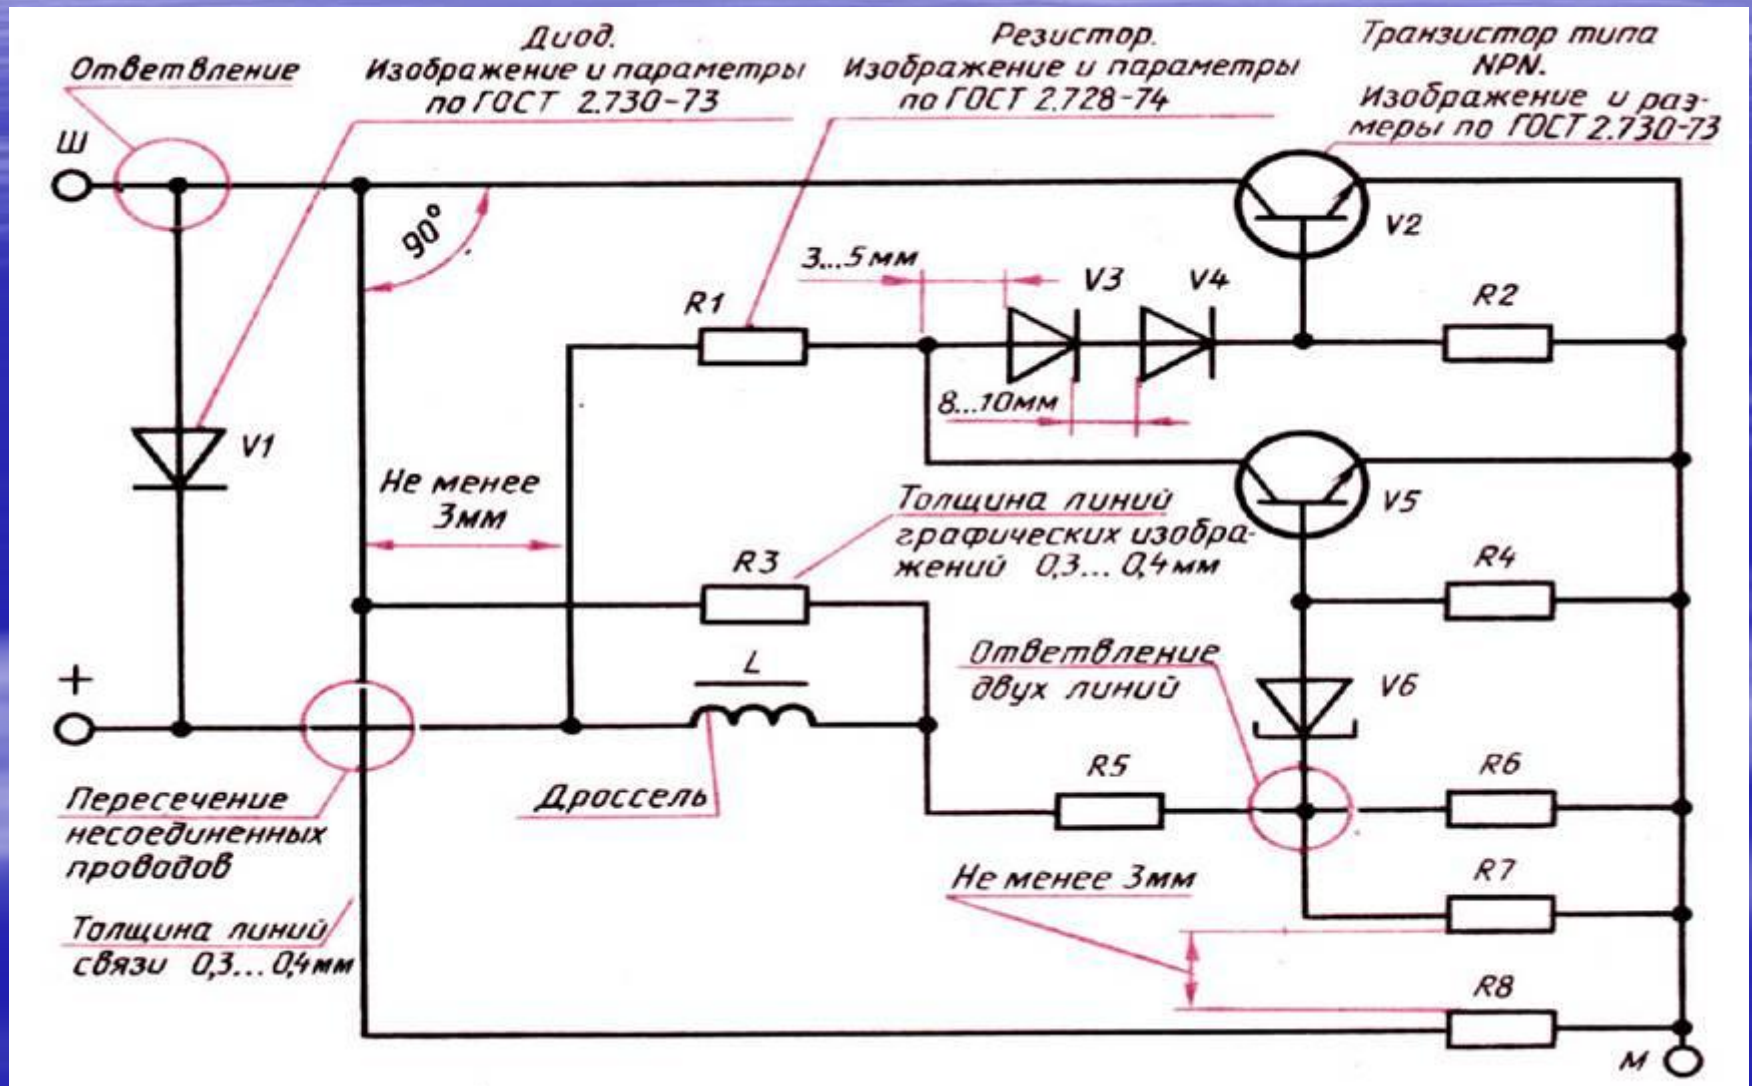 Ответвление
Диод.
Изображение и параметры
по ГОСТ 2.730-73
Резистор.
Изображение и параметры
по ГОСТ 2.728-74
Транзистор типа
NPN.
Изображение и раз-
меры по ГОСТ 2.730-73
Ш
90°
V2
3...5мм
V3
V4
R1
R2
8...10мм
V1
Не менее
3мм
Толщина линий
графических изобра-
жений 0,3...0,4мм
V5
R3
R4
L
Ответвление
двух линий
V6
+
Дроссель
R5
R6
Пересечение
несоединенных
проводов
Не менее 3мм
R7
Толщина линий
связи 0,3...0,4мм
R8
М